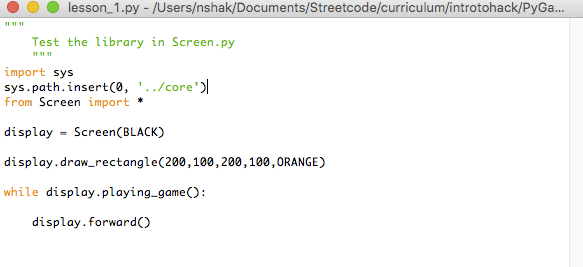 lesson_1.py - /Users/nshak/Documents/Streetcode/curriculum/introtohack/PyGa...
"""
    Test the library in Screen.py
    """
import sys
sys.path.insert(0, '../core')
from Screen import *

display = Screen(BLACK)

display.draw_rectangle(200,100,200,100,ORANGE)

while display.playing_game():

    display.forward()